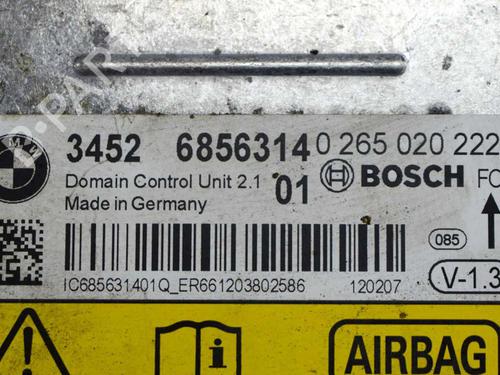 BMW
3452 6856314 0 265 020 222
Domain Control Unit 2.1 01 BOSCH
Made in Germany
085
V-1.3
IC685631401Q_ER661203802586 120207
AIRBAG